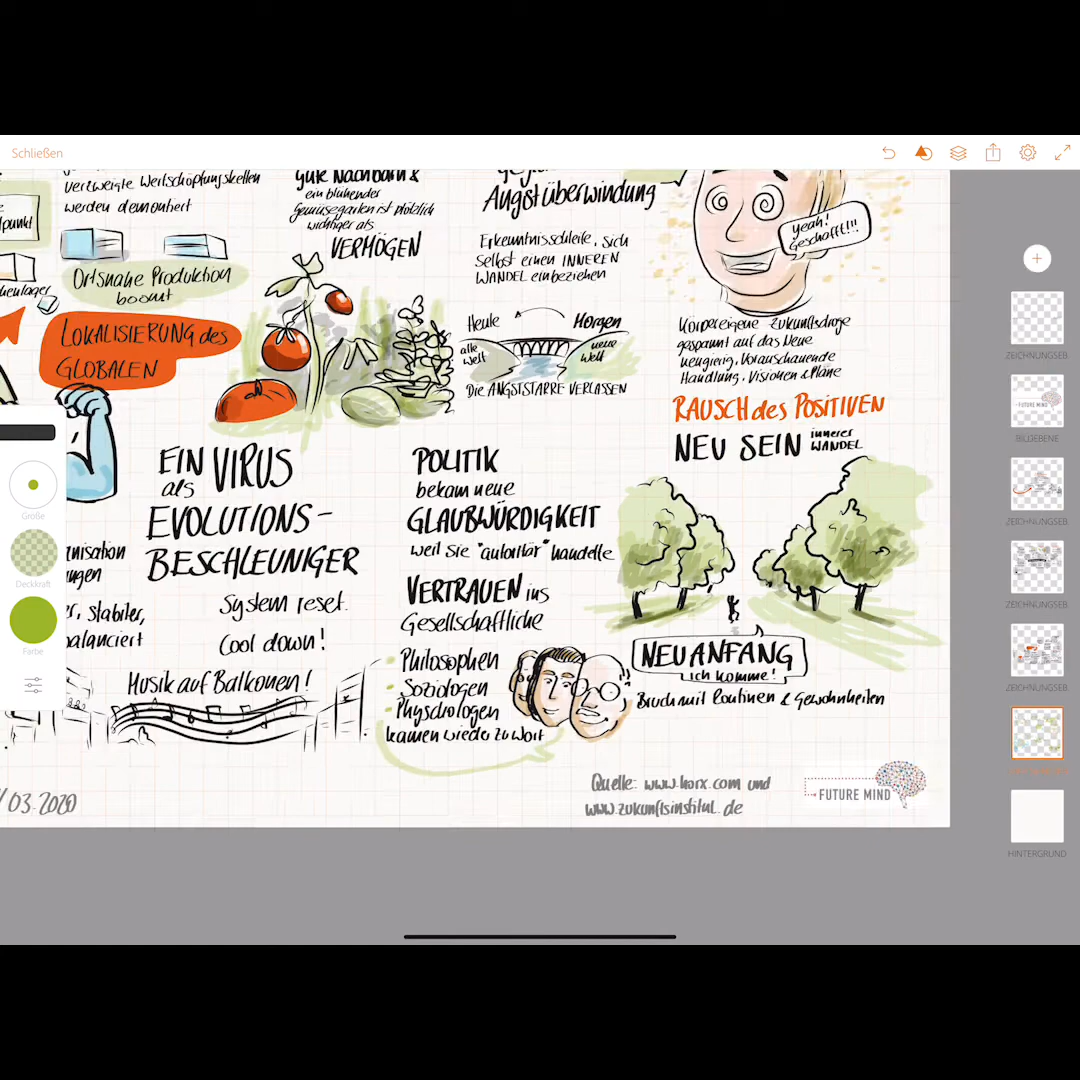 Schließen
verzweigte Wertschöpfungsketten
werden demontiert
Ortsnahe Produktion
boomt
LOKALISIERUNG des
GLOBALEN
gute Nachbarn &
ein blühender
Gemüsegarten ist plötzlich
wichtiger als
VERMÖGEN
Angstüberwindung
Erkenntnisschleife, sich
selbst einen INNEREN
WANDEL einbeziehen
Heute
Morgen
alte
Welt
neue
Welt
Die ANGSTSTARRE VERLASSEN
yeah!
Geschafft!!!
Körpereigene Zukunftsdroge
gespannt auf das Neue
neugierig, Vorausschauende
Handlung, Visionen & Pläne
RAUSCH des POSITIVEN
NEU SEIN innerer
WANDEL
EIN VIRUS
als
EVOLUTIONS-
BESCHLEUNIGER
System reset.
Cool down!
Musik auf Balkonen!
POLITIK
bekam neue
GLAUBWÜRDIGKEIT
weil sie "autoritär" handelte
VERTRAUEN ins
Gesellschaftliche
Philosophen
Soziologen
Physchologen
kamen wieder zu Wort
NEUANFANG
ich komme!
Bruch mit Routinen & Gewohnheiten
/03.2020
Quelle: www.horx.com und
www.zukunftsinstitut.de
FUTURE MIND
Größe
Deckkraft
Farbe
ZEICHNUNGSEB
FUTURE MIND
BILDEBENE
ZEICHNUNGSEB
ZEICHNUNGSEB
ZEICHNUNGSEB
HINTERGRUND